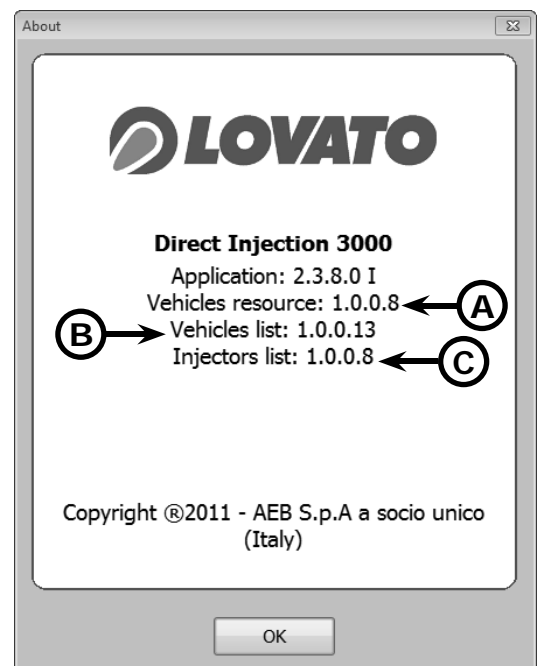 About
LOVATO
Direct Injection 3000
Application: 2.3.8.0 I
Vehicles resource: 1.0.0.8
A
B
Vehicles list: 1.0.0.13
Injectors list: 1.0.0.8
C
Copyright ®2011 - AEB S.p.A a socio unico
(Italy)
OK